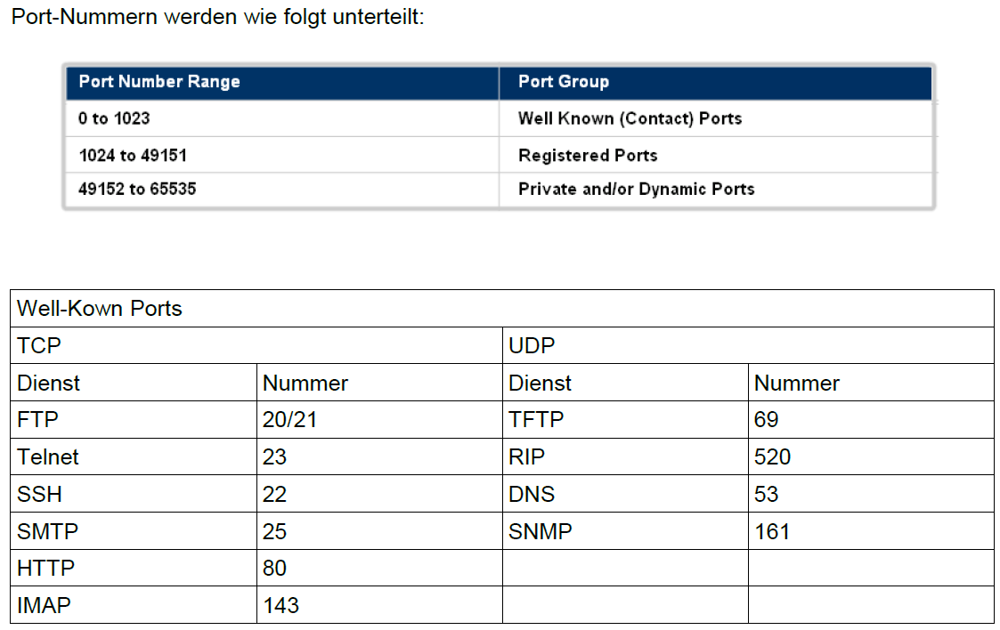 Port-Nummern werden wie folgt unterteilt:
Port Number Range Port Group
0 to 1023 Well Known (Contact) Ports
1024 to 49151 Registered Ports
49152 to 65535 Private and/or Dynamic Ports
Well-Kown Ports
TCP UDP
Dienst Nummer Dienst Nummer
FTP 20/21 TFTP 69
Telnet 23 RIP 520
SSH 22 DNS 53
SMTP 25 SNMP 161
HTTP 80
IMAP 143